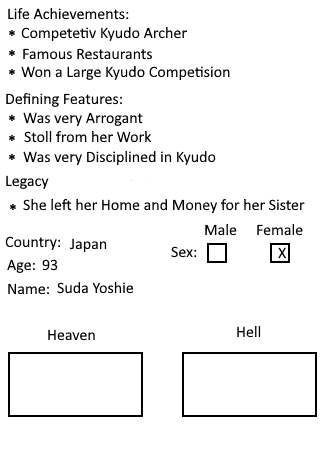 Life Achievements:
* Competetiv Kyudo Archer
* Famous Restaurants
* Won a Large Kyudo Competision
Defining Features:
* Was very Arrogant
* Stoll from her Work
* Was very Disciplined in Kyudo
Legacy
* She left her Home and Money for her Sister
Male Female
Country: Japan
Sex: X
Age: 93
Name: Suda Yoshie
Heaven Hell